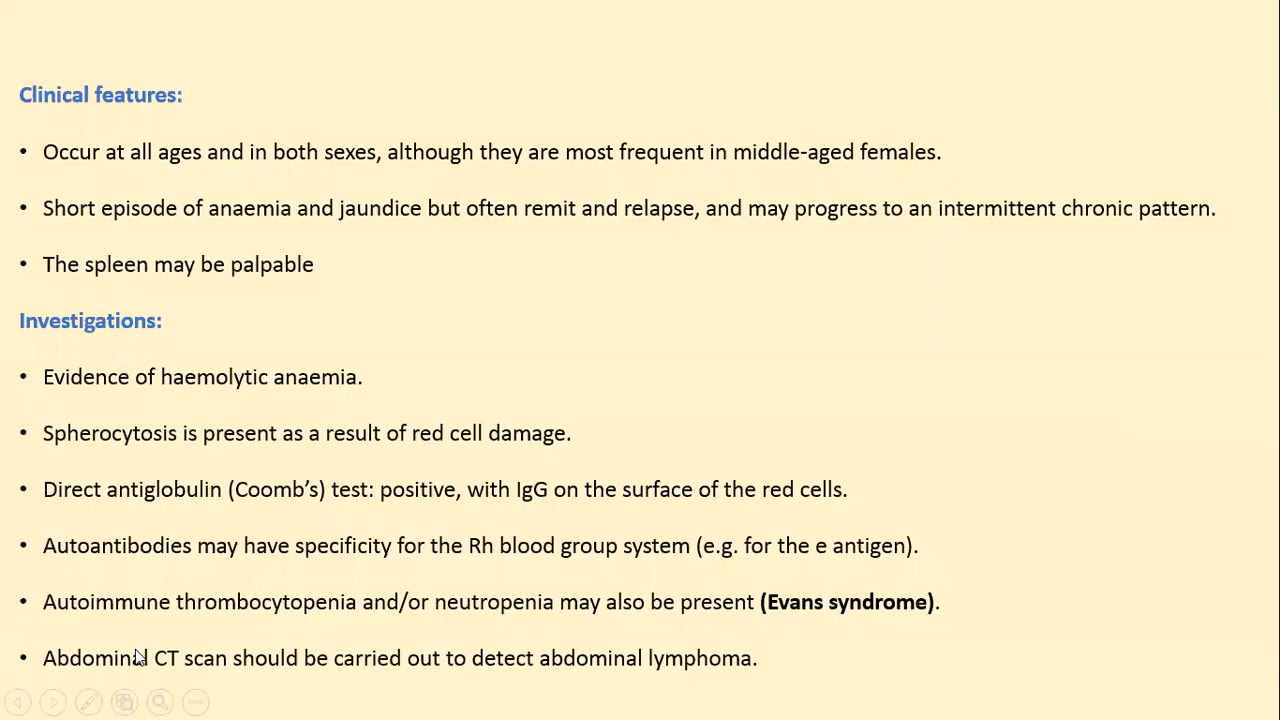 Clinical features:
• Occur at all ages and in both sexes, although they are most frequent in middle-aged females.
• Short episode of anaemia and jaundice but often remit and relapse, and may progress to an intermittent chronic pattern.
• The spleen may be palpable
Investigations:
• Evidence of haemolytic anaemia.
• Spherocytosis is present as a result of red cell damage.
• Direct antiglobulin (Coomb’s) test: positive, with IgG on the surface of the red cells.
• Autoantibodies may have specificity for the Rh blood group system (e.g. for the e antigen).
• Autoimmune thrombocytopenia and/or neutropenia may also be present (Evans syndrome).
• Abdominal CT scan should be carried out to detect abdominal lymphoma.